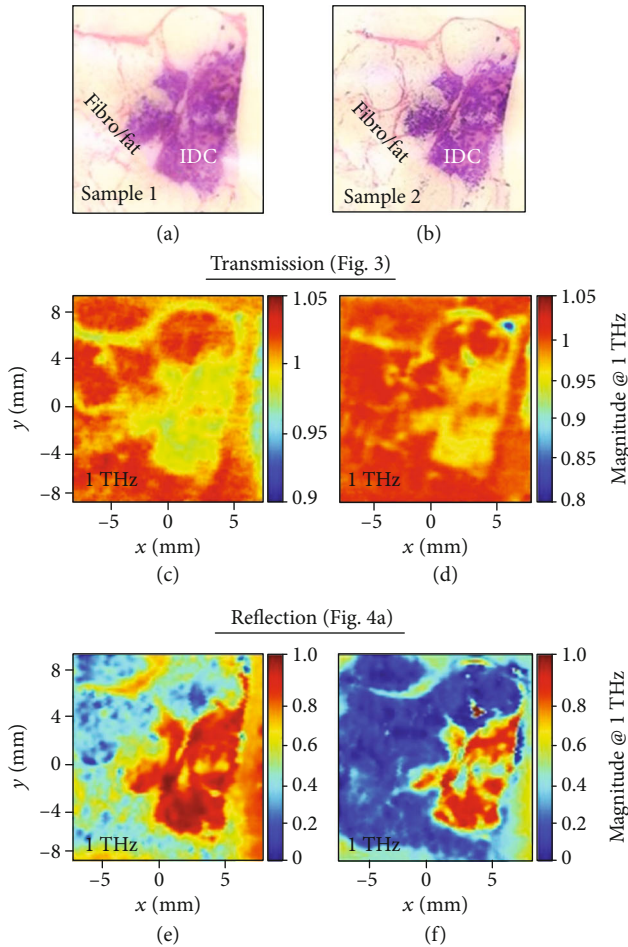 Fibro/fat
IDC
Sample 1
Fibro/fat
IDC
Sample 2
(a)
(b)
Transmission (Fig. 3)
8
4
0
−4
−8
y (mm)
1 THz
−5
0
5
x (mm)
1.05
1
0.95
0.9
(c)
1 THz
−5
0
5
x (mm)
1.05
1
0.95
0.9
0.85
0.8
Magnitude @ 1 THz
(d)
Reflection (Fig. 4a)
8
4
0
−4
−8
y (mm)
1 THz
−5
0
5
x (mm)
1.0
0.8
0.6
0.4
0.2
0
(e)
1 THz
−5
0
5
x (mm)
1.0
0.8
0.6
0.4
0.2
0
Magnitude @ 1 THz
(f)